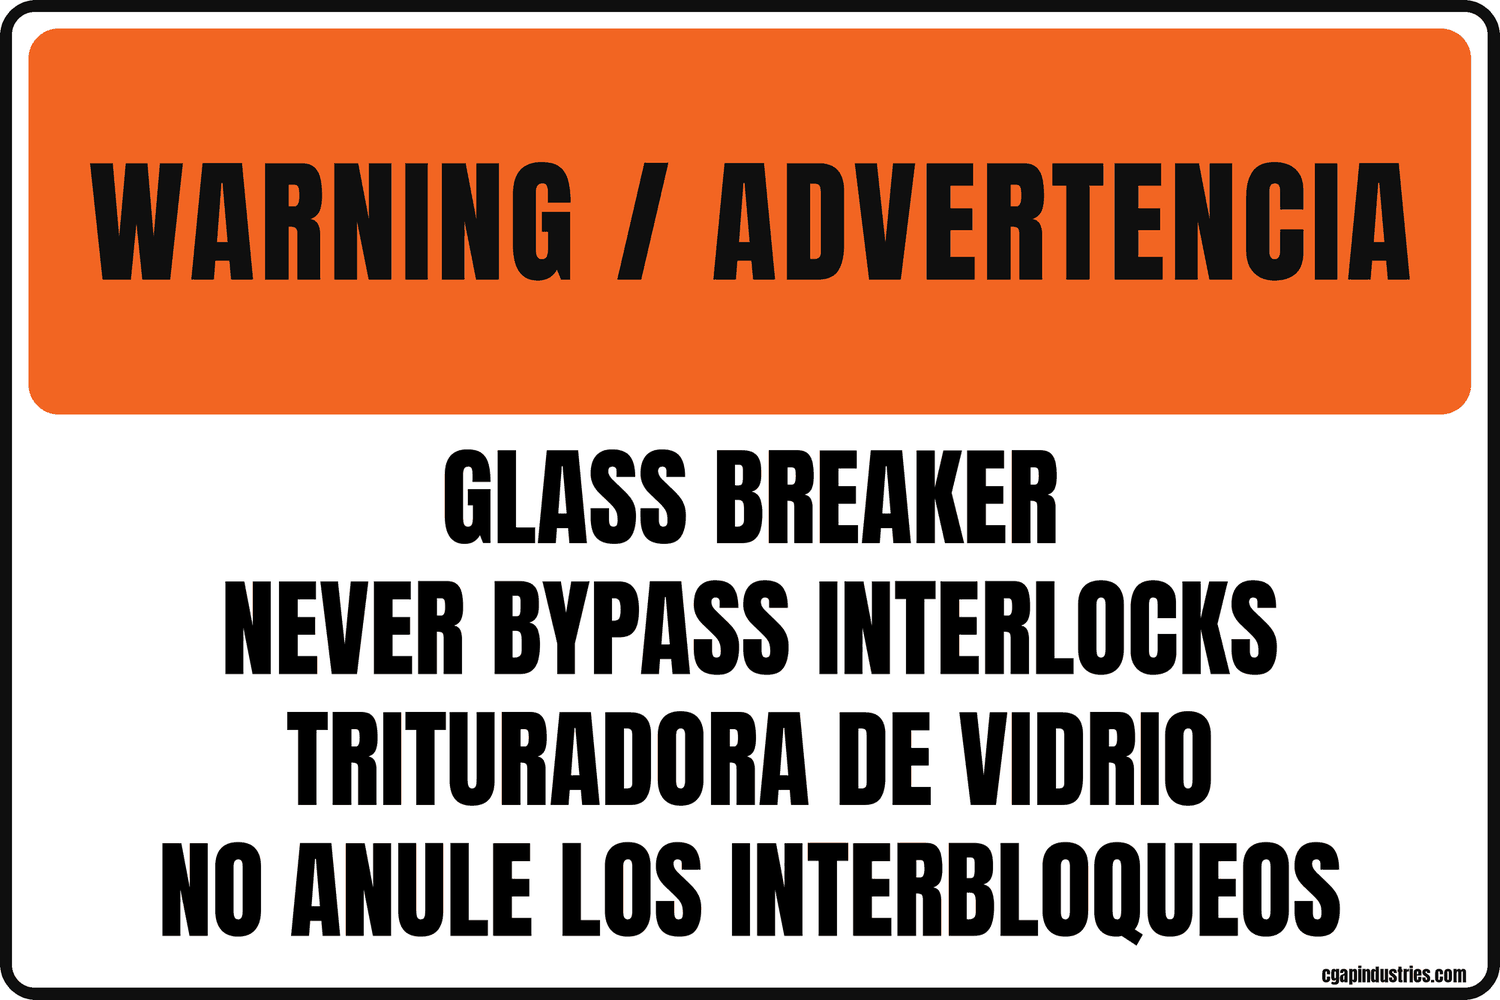 WARNING / ADVERTENCIA
GLASS BREAKER
NEVER BYPASS INTERLOCKS
TRITURADORA DE VIDRIO
NO ANULE LOS INTERBLOQUEOS
cgapindustries.com